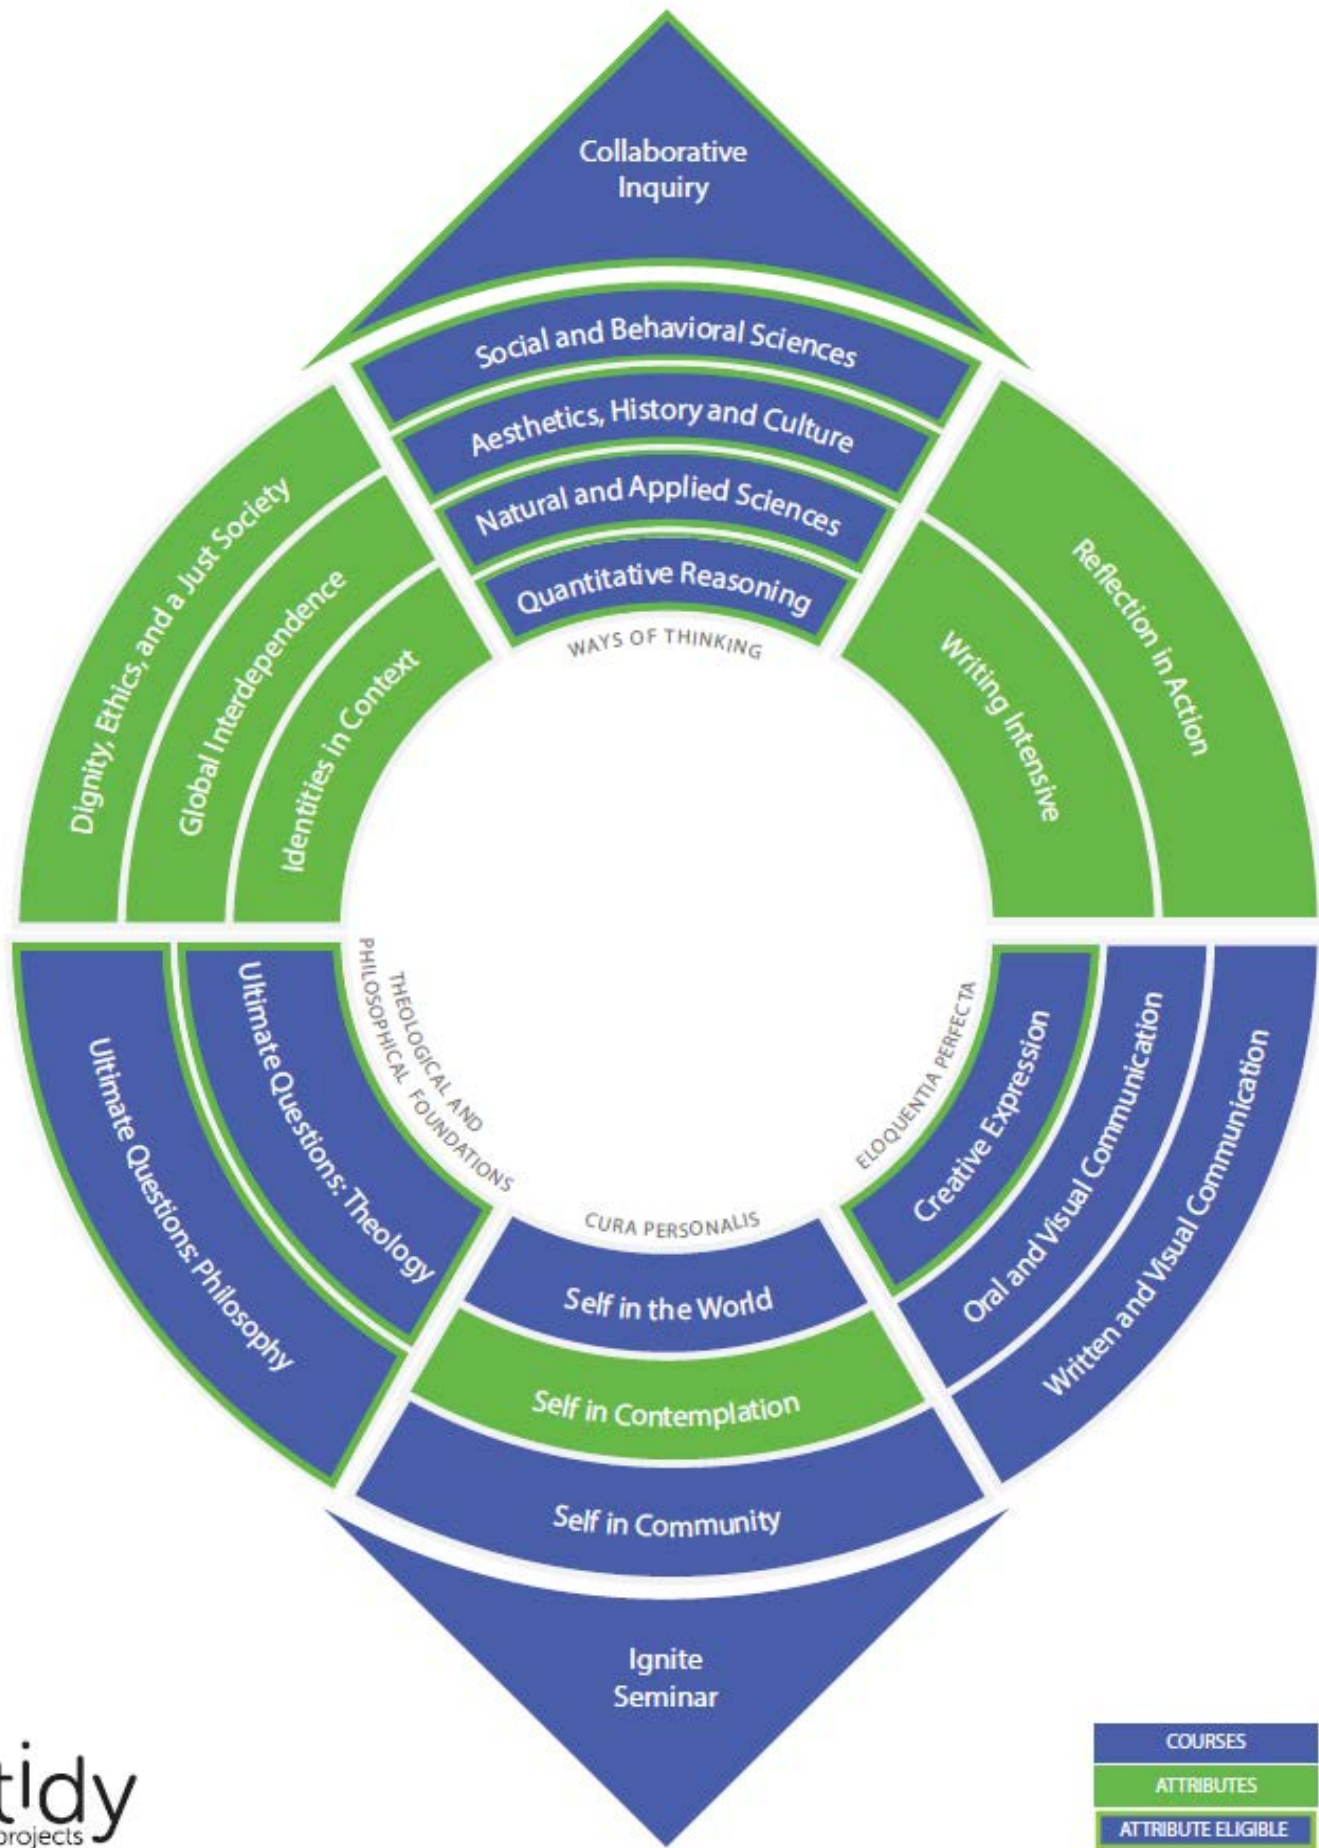 Collaborative
Inquiry
Social and Behavioral Sciences
Aesthetics, History and Culture
Natural and Applied Sciences
Quantitative Reasoning
WAYS OF THINKING
Dignity, Ethics, and a Just Society
Global Interdependence
Identities in Context
Reflection in Action
Writing Intensive
Ultimate Questions: Philosophy
Ultimate Questions: Theology
THEOLOGICAL AND
PHILOSOPHICAL FOUNDATIONS
ELOQUENTIA PERFECTA
Creative Expression
Oral and Visual Communication
Written and Visual Communication
CURA PERSONALIS
Self in the World
Self in Contemplation
Self in Community
Ignite
Seminar
COURSES
ATTRIBUTES
ATTRIBUTE ELIGIBLE
tidy
projects